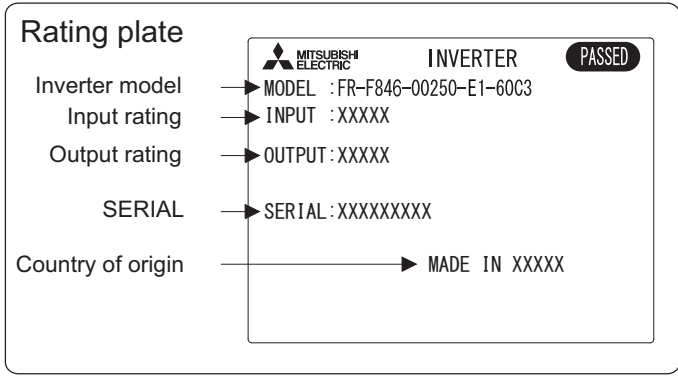 Rating plate
MITSUBISHI
ELECTRIC
INVERTER
PASSED
Inverter model
MODEL :FR-F846-00250-E1-60C3
Input rating
INPUT :XXXXX
Output rating
OUTPUT:XXXXX
SERIAL
SERIAL:XXXXXXXXX
Country of origin
MADE IN XXXXX